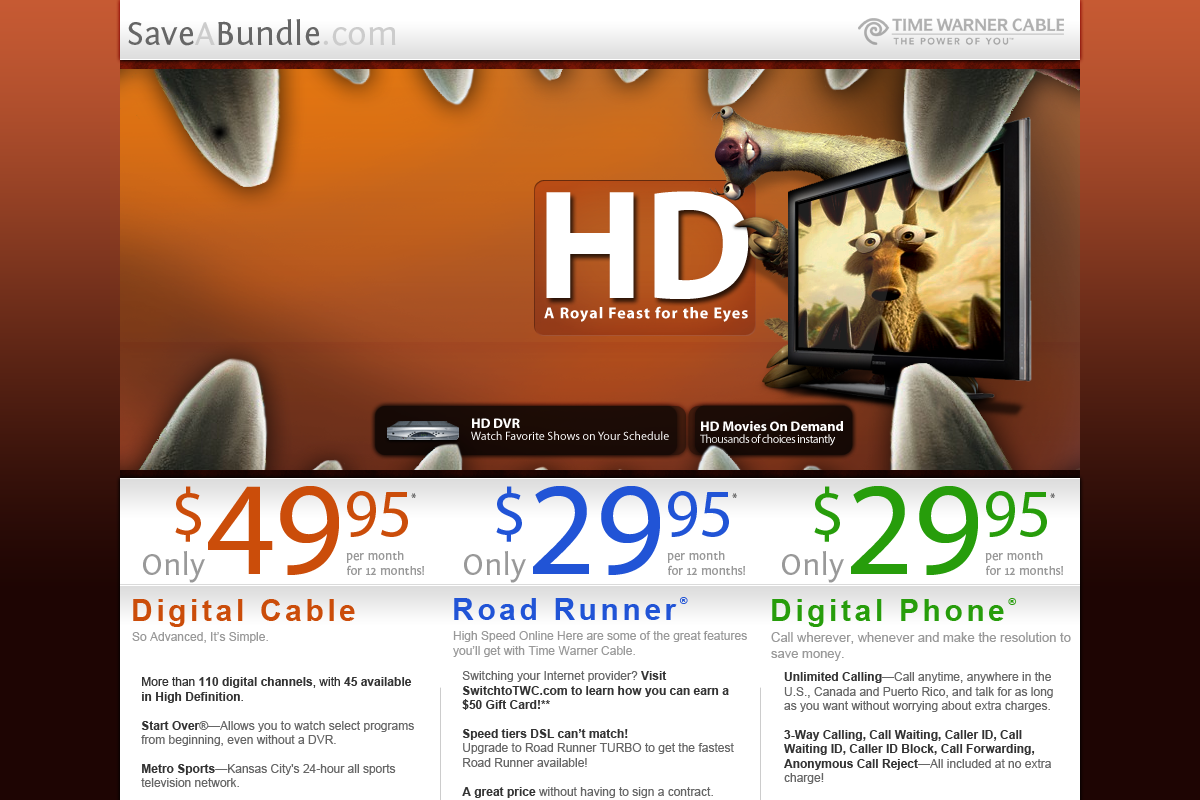 SaveABundle.com
TIME WARNER CABLE
THE POWER OF YOU™
HD
A Royal Feast for the Eyes
HD DVR
Watch Favorite Shows on Your Schedule
HD Movies On Demand
Thousands of choices instantly
Only $49.95*
per month
for 12 months!
Only $29.95*
per month
for 12 months!
Only $29.95*
per month
for 12 months!
Digital Cable
So Advanced, It's Simple.
More than 110 digital channels, with 45 available
in High Definition.
Start Over®—Allows you to watch select programs
from beginning, even without a DVR.
Metro Sports—Kansas City's 24-hour all sports
television network.
Road Runner®
High Speed Online Here are some of the great features
you'll get with Time Warner Cable.
Switching your Internet provider? Visit
SwitchtoTWC.com to learn how you can earn a
$50 Gift Card!**
Speed tiers DSL can't match!
Upgrade to Road Runner TURBO to get the fastest
Road Runner available!
A great price without having to sign a contract.
Digital Phone®
Call wherever, whenever and make the resolution to
save money.
Unlimited Calling—Call anytime, anywhere in the
U.S., Canada and Puerto Rico, and talk for as long
as you want without worrying about extra charges.
3-Way Calling, Call Waiting, Caller ID, Call
Waiting ID, Caller ID Block, Call Forwarding,
Anonymous Call Reject—All included at no extra
charge!